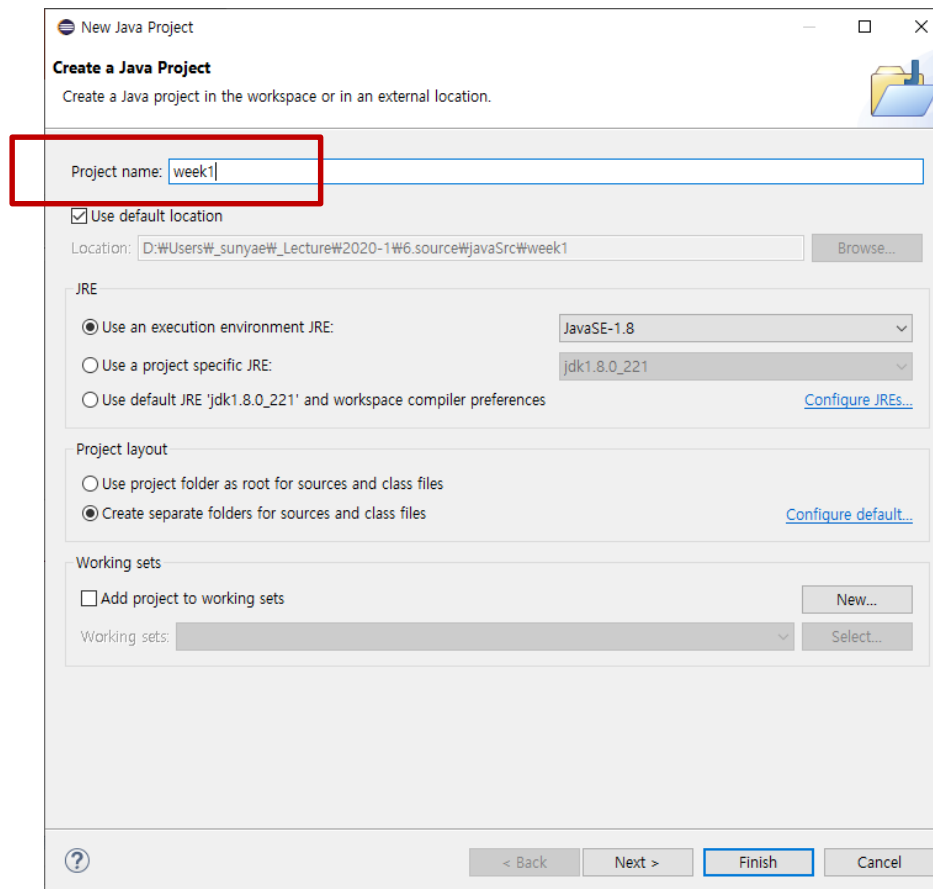 New Java Project
Create a Java Project
Create a Java project in the workspace or in an external location.
Project name: week1
Use default location
Location: D:₩Users₩_sunyae₩_Lecture₩2020-1₩6.source₩javaSrc₩week1 Browse...
JRE
Use an execution environment JRE: JavaSE-1.8
Use a project specific JRE: jdk1.8.0_221
Use default JRE 'jdk1.8.0_221' and workspace compiler preferences Configure JREs...
Project layout
Use project folder as root for sources and class files
Create separate folders for sources and class files Configure default...
Working sets
Add project to working sets New...
Working sets: Select...
? < Back Next > Finish Cancel